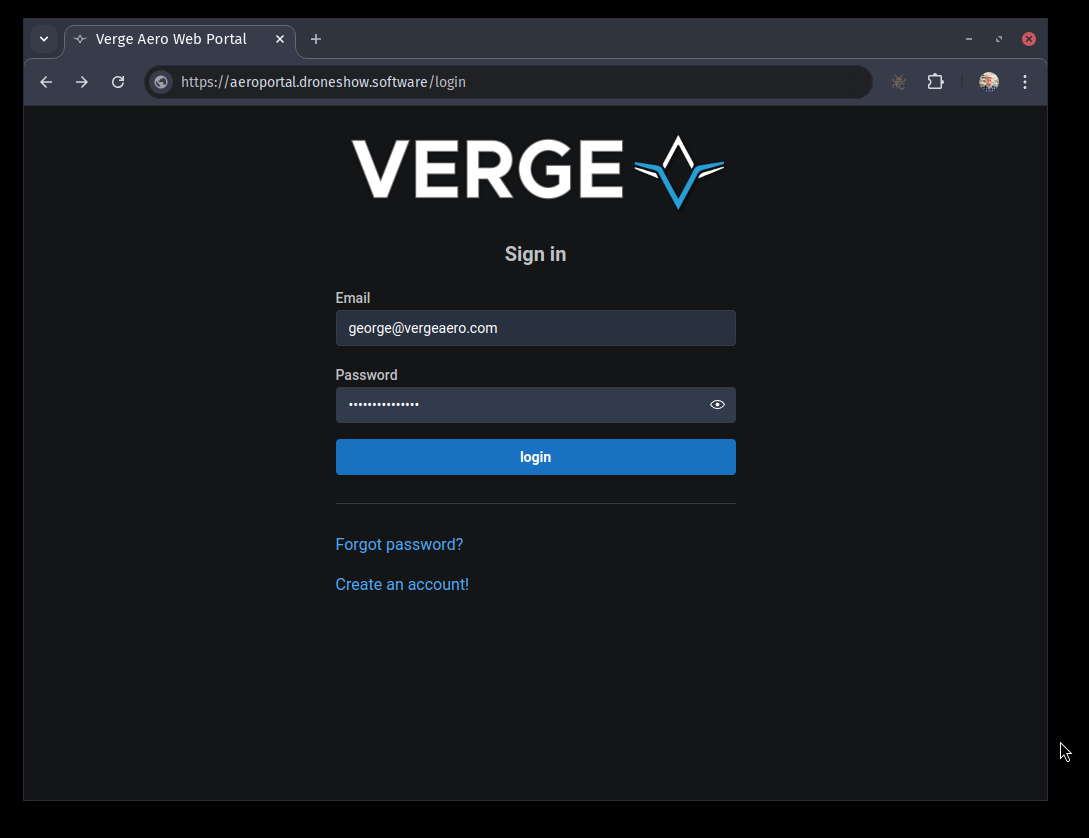 Verge Aero Web Portal
https://aeroportal.droneshow.software/login
VERGE
Sign in
Email
george@vergeaero.com
Password
•••••••••••••••
login
Forgot password?
Create an account!